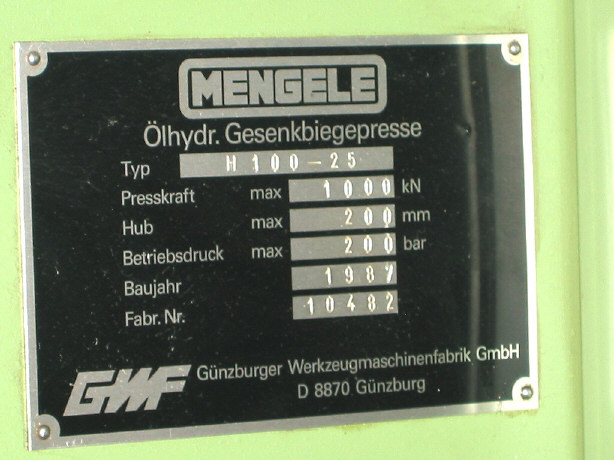 MENGELE
Ölhydr. Gesenkbiegepresse
Typ H 100-25
Presskraft max 1000 kN
Hub max 200 mm
Betriebsdruck max 200 bar
Baujahr 1987
Fabr. Nr. 10482
GWF Günzburger Werkzeugmaschinenfabrik GmbH
D 8870 Günzburg